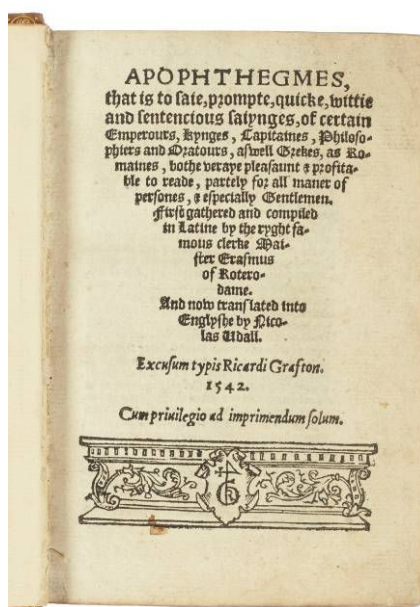 APOPHTHEGMES,
that is to saie, prompte, quicke, wittie
and sentencious saiynges, of certain
Emperours, Kynges, Capitaines, Philoso-
phiers and Oratours, aswell Grekes, as Ro-
maines, bothe veraye pleasaunt & profita-
ble to reade, partely for all maner of
persones, & especially Gentlemen.
First gathered and compiled
in Latine by the ryght fa-
mous clerke Mai-
ster Erasmus
of Rotero-
dame.
And now translated into
Englyshe by Nico-
las Udall.
Excusum typis Ricardi Grafton.
1542.
Cum priuilegio ad imprimendum solum.